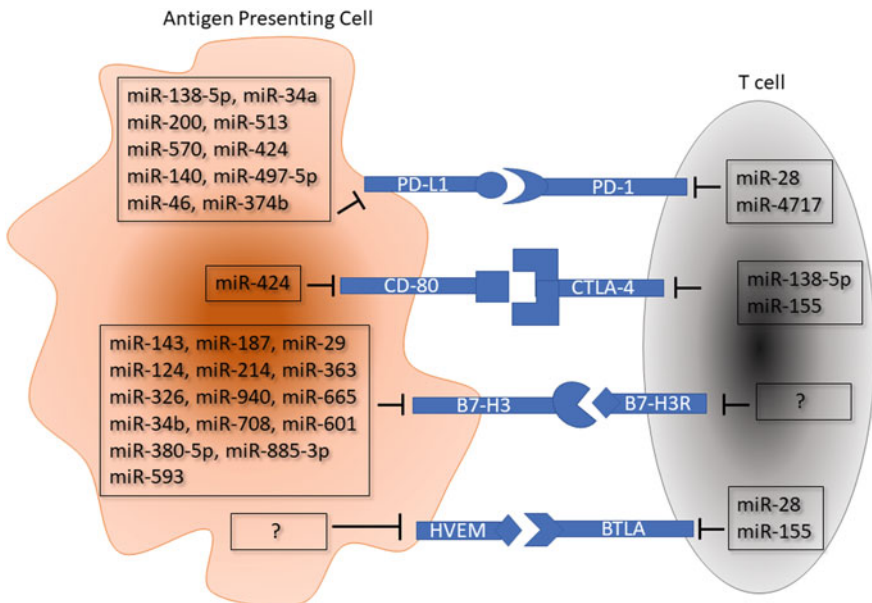 Antigen Presenting Cell
T cell
miR-138-5p, miR-34a
miR-200, miR-513
miR-570, miR-424
miR-140, miR-497-5p
miR-46, miR-374b
PD-L1
PD-1
miR-28
miR-4717
miR-424
CD-80
CTLA-4
miR-138-5p
miR-155
miR-143, miR-187, miR-29
miR-124, miR-214, miR-363
miR-326, miR-940, miR-665
miR-34b, miR-708, miR-601
miR-380-5p, miR-885-3p
miR-593
B7-H3
B7-H3R
?
?
HVEM
BTLA
miR-28
miR-155